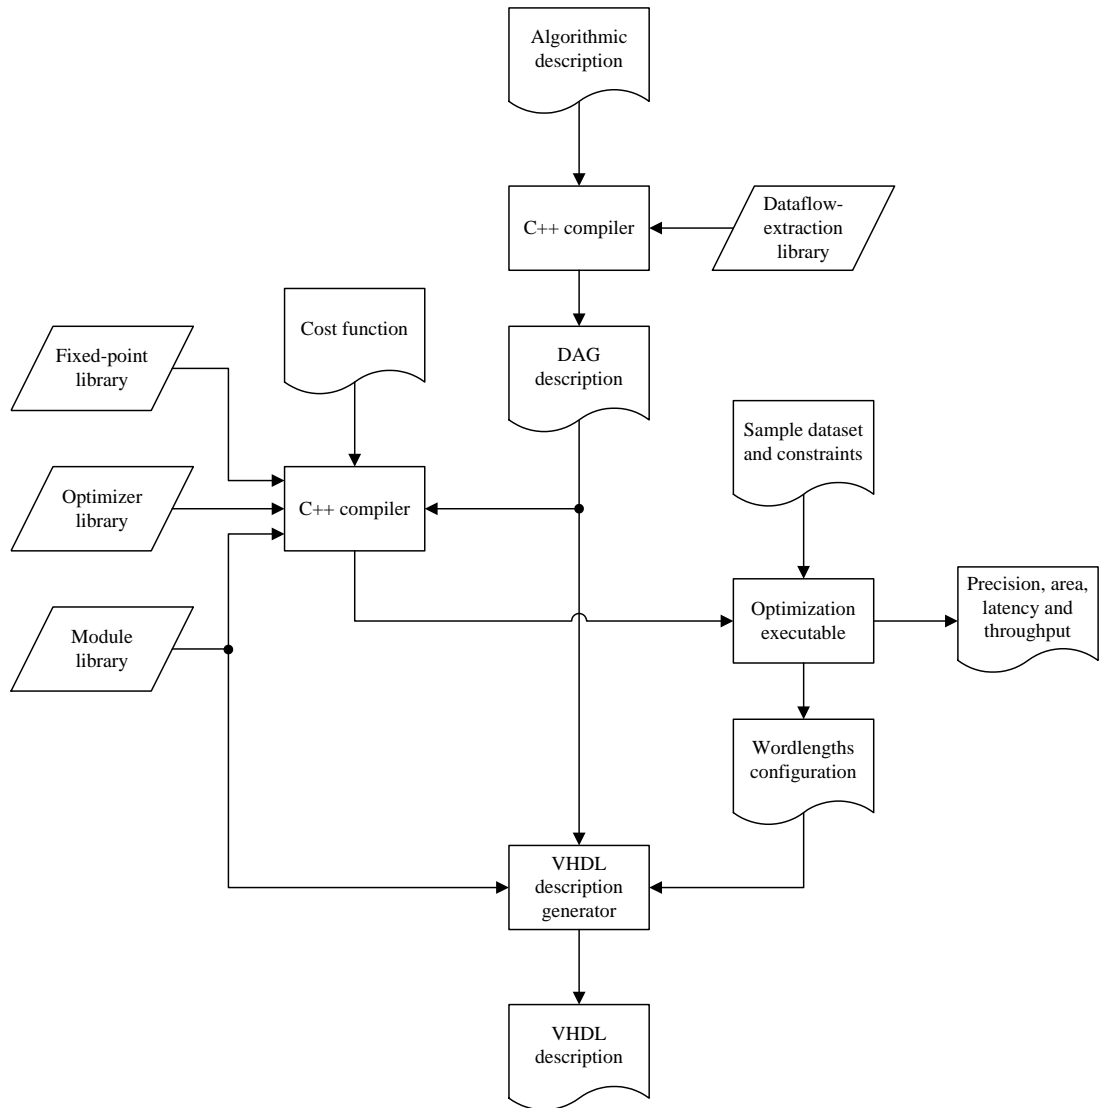 Algorithmic
description
C++ compiler
Dataflow-
extraction
library
Cost function
DAG
description
Fixed-point
library
Sample dataset
and constraints
Optimizer
library
C++ compiler
Module
library
Optimization
executable
Precision, area,
latency and
throughput
Wordlengths
configuration
VHDL
description
generator
VHDL
description